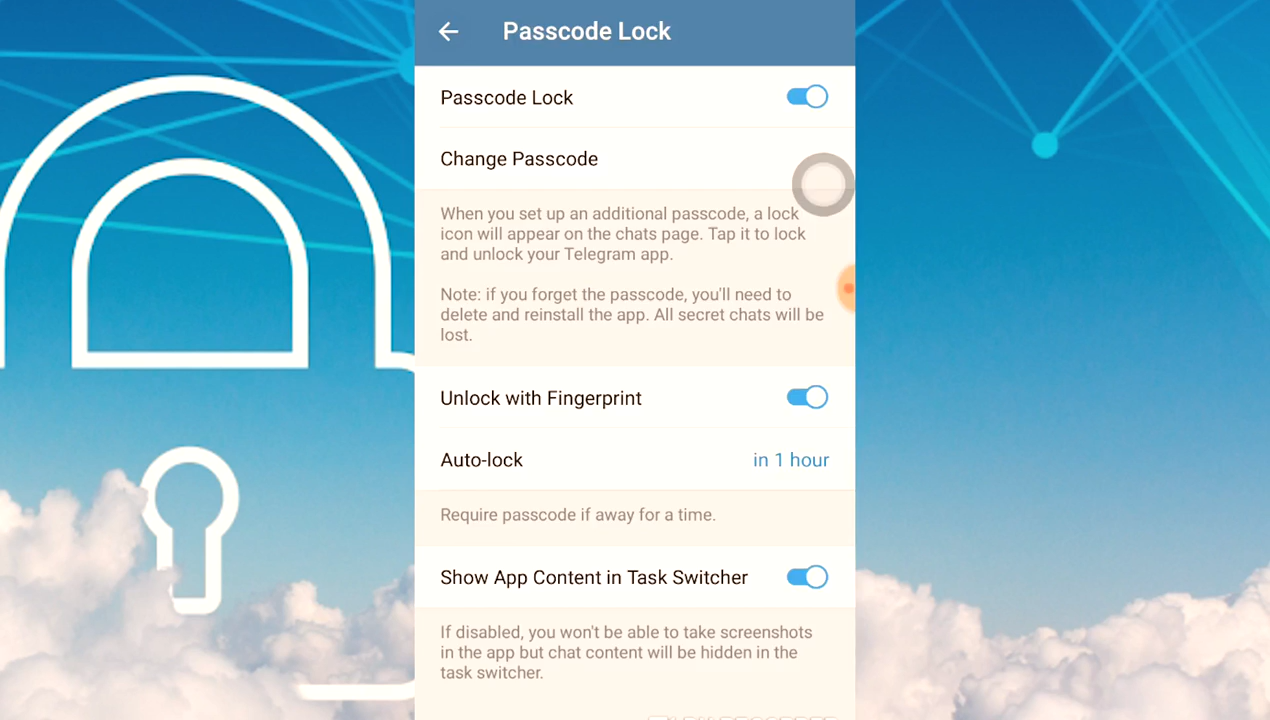 Passcode Lock
Passcode Lock
Change Passcode
When you set up an additional passcode, a lock
icon will appear on the chats page. Tap it to lock
and unlock your Telegram app.
Note: if you forget the passcode, you'll need to
delete and reinstall the app. All secret chats will be
lost.
Unlock with Fingerprint
Auto-lock in 1 hour
Require passcode if away for a time.
Show App Content in Task Switcher
If disabled, you won't be able to take screenshots
in the app but chat content will be hidden in the
task switcher.